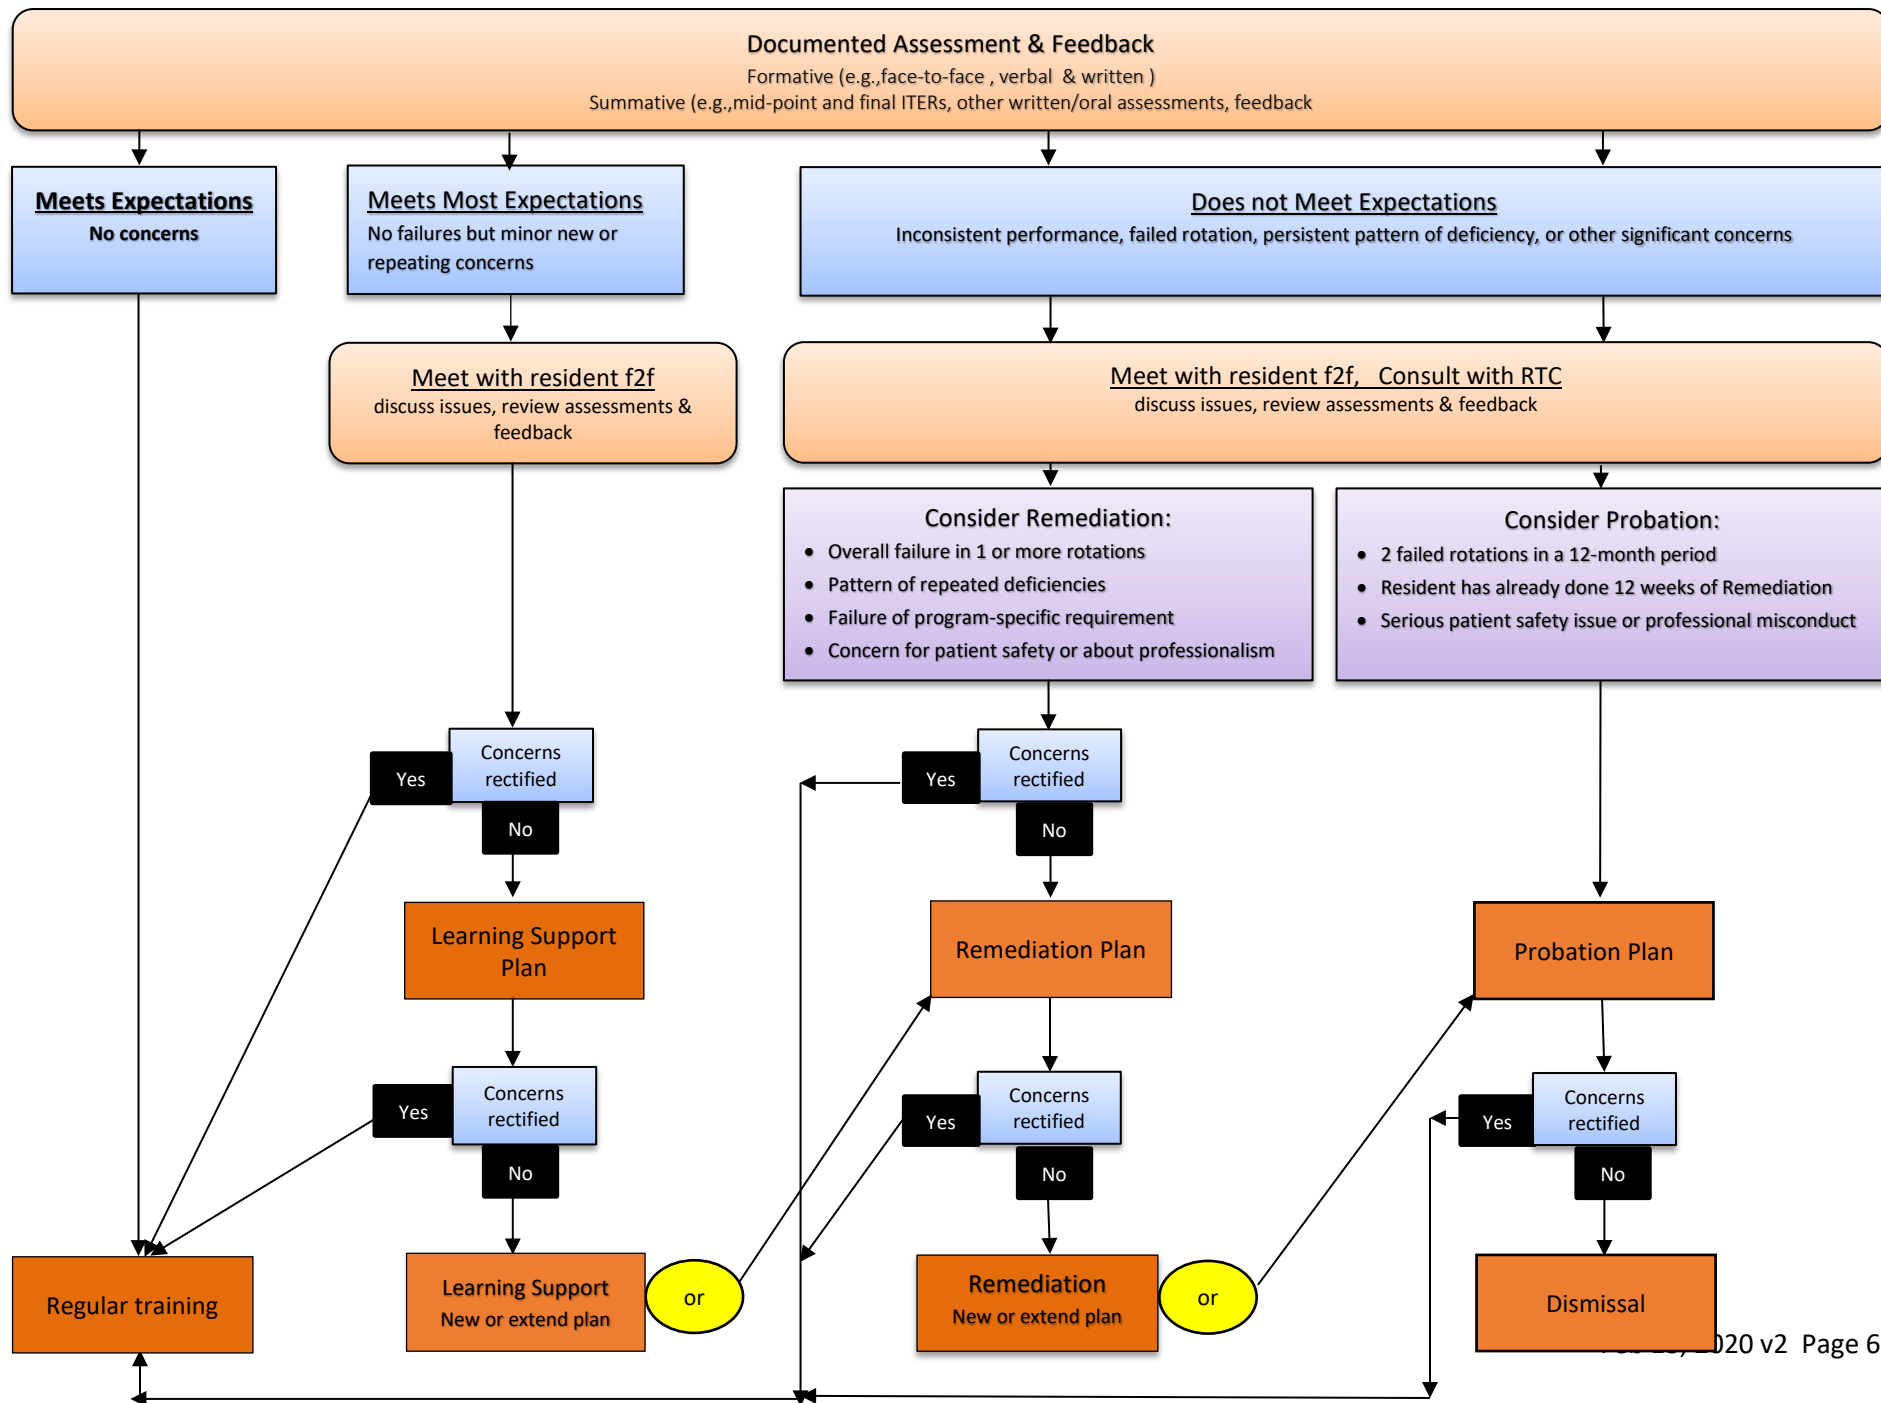 Documented Assessment & Feedback
Formative (e.g.,face-to-face , verbal & written )
Summative (e.g.,mid-point and final ITERs, other written/oral assessments, feedback
Meets Expectations
No concerns
Meets Most Expectations
No failures but minor new or
repeating concerns
Does not Meet Expectations
Inconsistent performance, failed rotation, persistent pattern of deficiency, or other significant concerns
Meet with resident f2f
discuss issues, review assessments &
feedback
Meet with resident f2f, Consult with RTC
discuss issues, review assessments & feedback
Consider Remediation:
• Overall failure in 1 or more rotations
• Pattern of repeated deficiencies
• Failure of program-specific requirement
• Concern for patient safety or about professionalism
Consider Probation:
• 2 failed rotations in a 12-month period
• Resident has already done 12 weeks of Remediation
• Serious patient safety issue or professional misconduct
Concerns
rectified
Yes
No
Concerns
rectified
Yes
No
Learning Support
Plan
Remediation Plan
Probation Plan
Concerns
rectified
Yes
No
Concerns
rectified
Yes
No
Concerns
rectified
Yes
No
Regular training
Learning Support
New or extend plan
or
Remediation
New or extend plan
or
Dismissal
2020 v2 Page 6